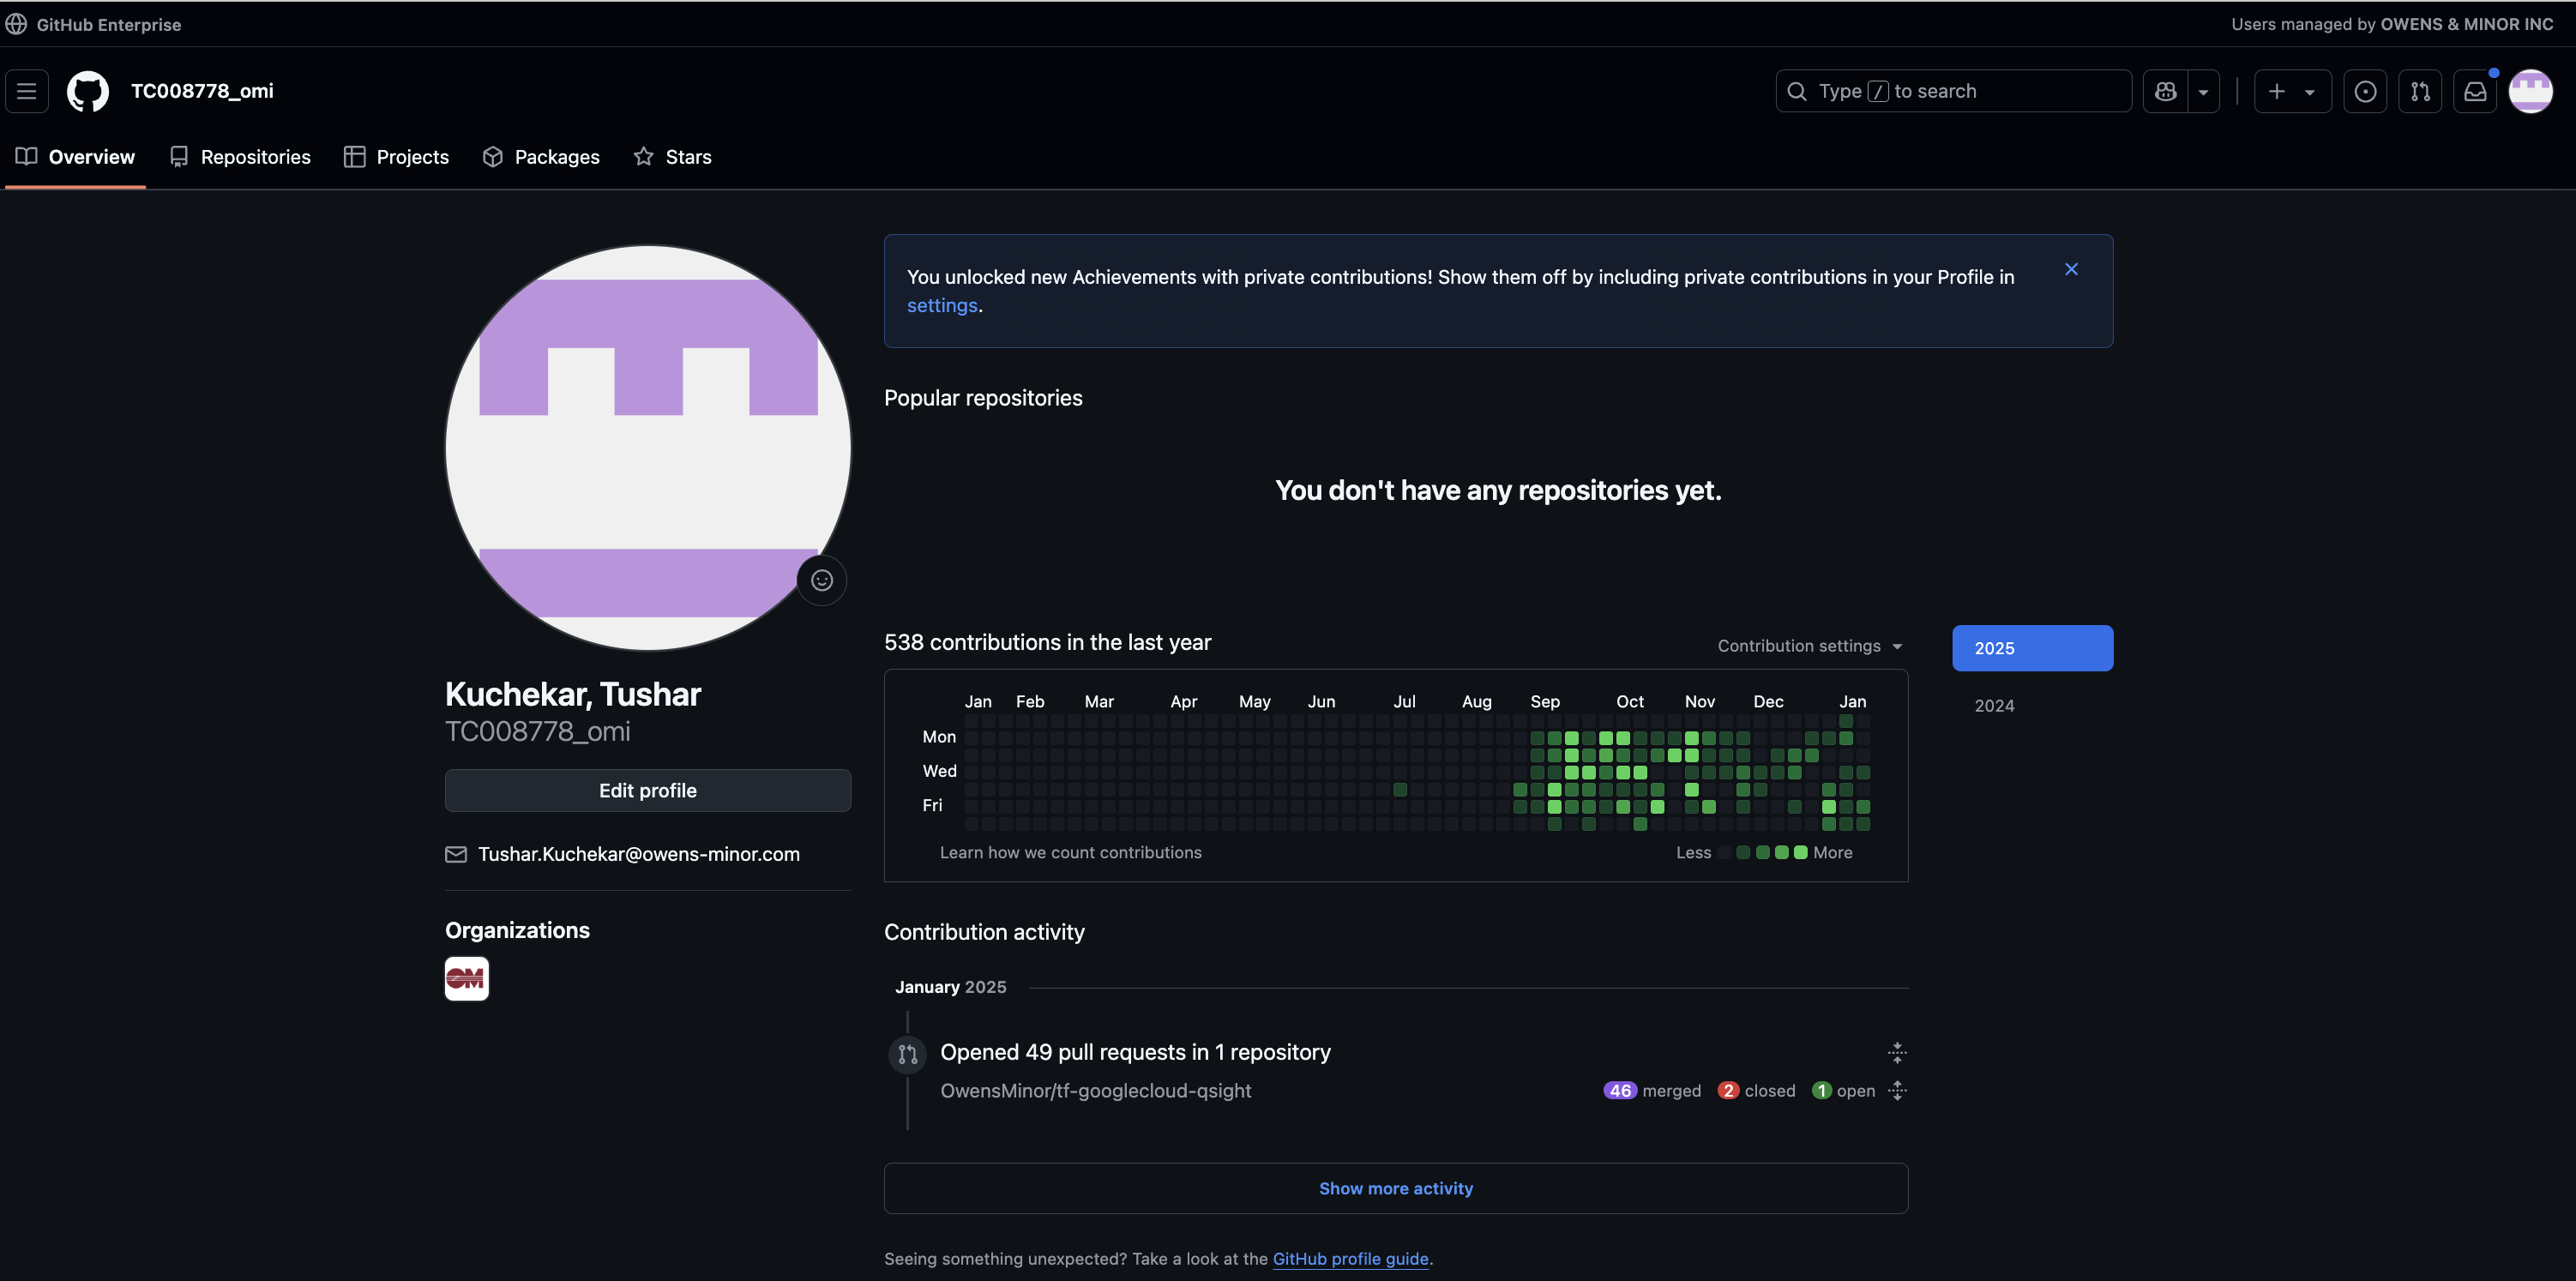 GitHub Enterprise
Users managed by OWENS & MINOR INC
TC008778_omi
Type / to search
Overview
Repositories
Projects
Packages
Stars
You unlocked new Achievements with private contributions! Show them off by including private contributions in your Profile in
settings.
Popular repositories
You don't have any repositories yet.
Kuchekar, Tushar
TC008778_omi
Edit profile
Tushar.Kuchekar@owens-minor.com
Organizations
OM
538 contributions in the last year
Contribution settings
2025
2024
Jan Feb Mar Apr May Jun Jul Aug Sep Oct Nov Dec Jan
Mon
Wed
Fri
Learn how we count contributions
Less More
Contribution activity
January 2025
Opened 49 pull requests in 1 repository
OwensMinor/tf-googlecloud-qsight
46 merged 2 closed 1 open
Show more activity
Seeing something unexpected? Take a look at the GitHub profile guide.